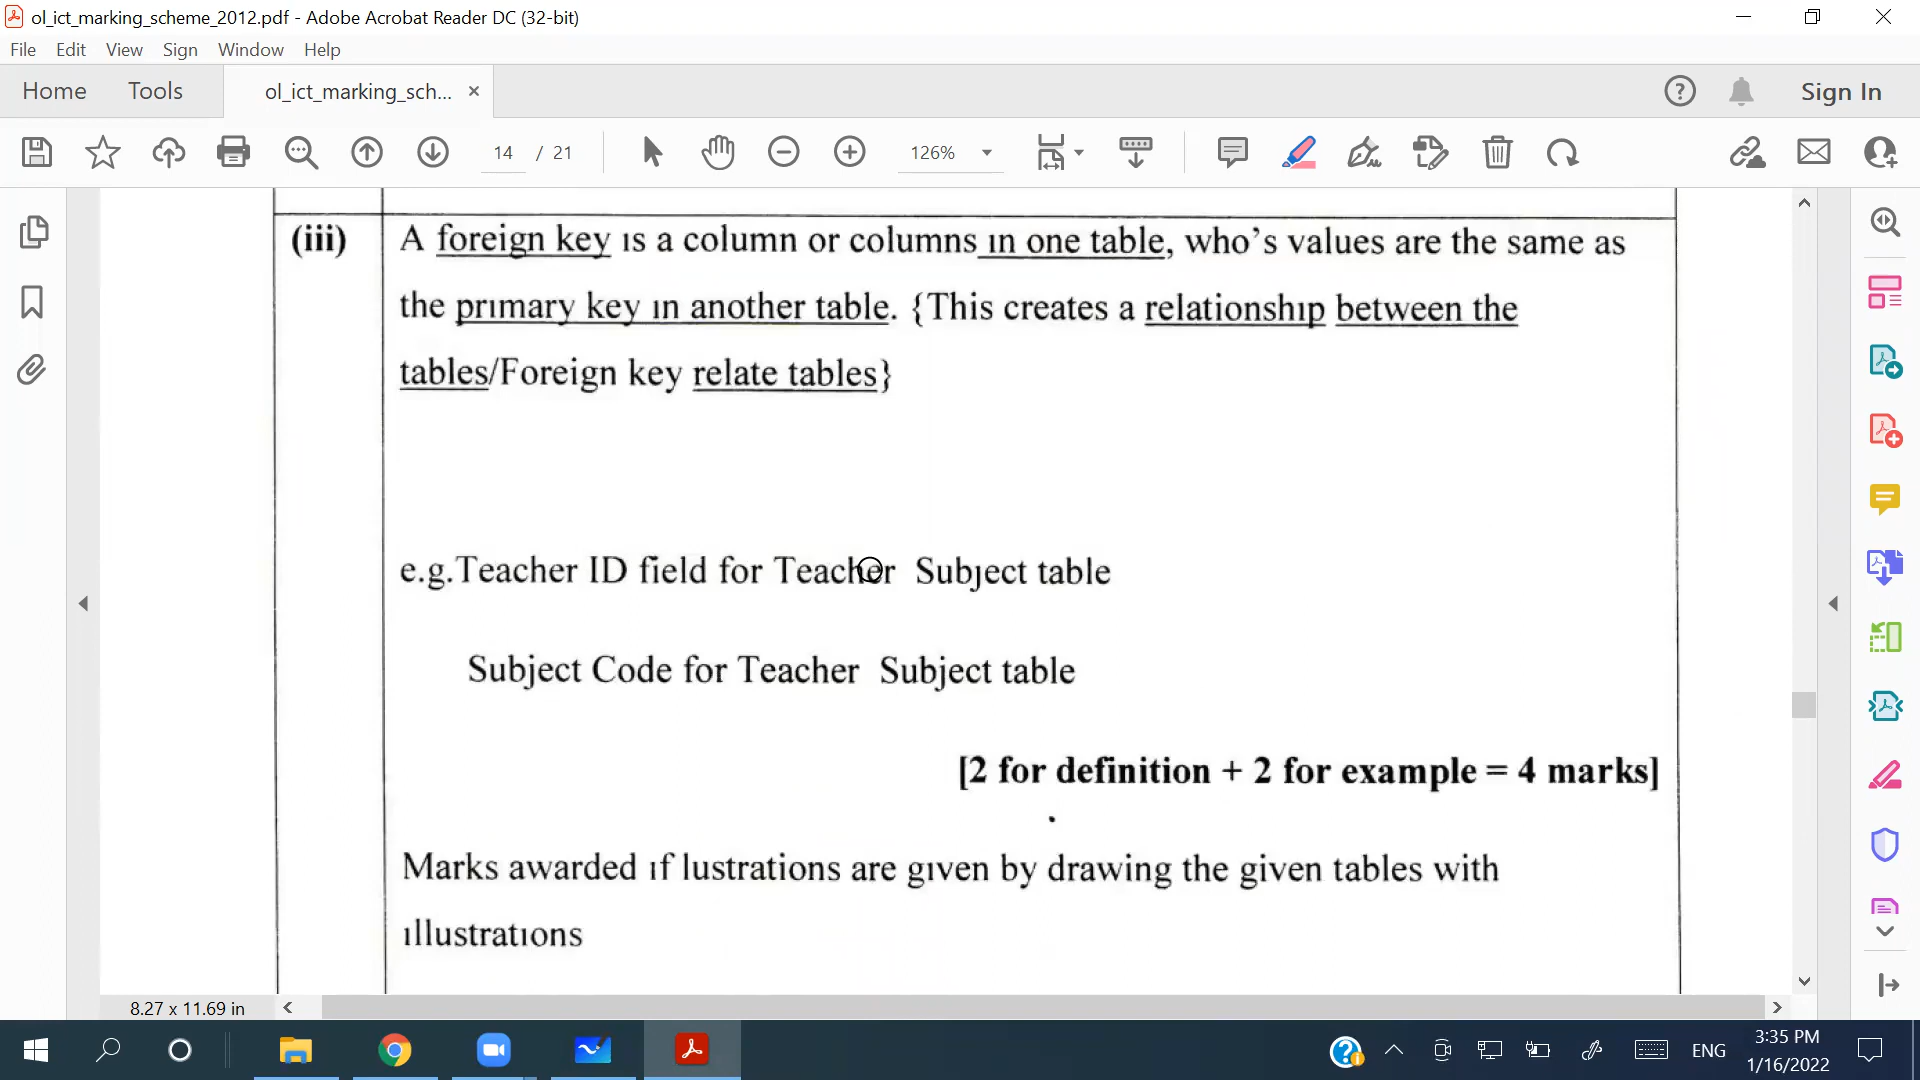 ol_ict_marking_scheme_2012.pdf - Adobe Acrobat Reader DC (32-bit)
File Edit View Sign Window Help
Home Tools ol_ict_marking_sch... × Sign In
14 / 21 126%
(iii) A foreign key is a column or columns in one table, who's values are the same as
the primary key in another table. {This creates a relationship between the
tables/Foreign key relate tables}
e.g.Teacher ID field for Teacher Subject table
Subject Code for Teacher Subject table
[2 for definition + 2 for example = 4 marks]
Marks awarded if lustrations are given by drawing the given tables with
illustrations
8.27 x 11.69 in
ENG
3:35 PM
1/16/2022